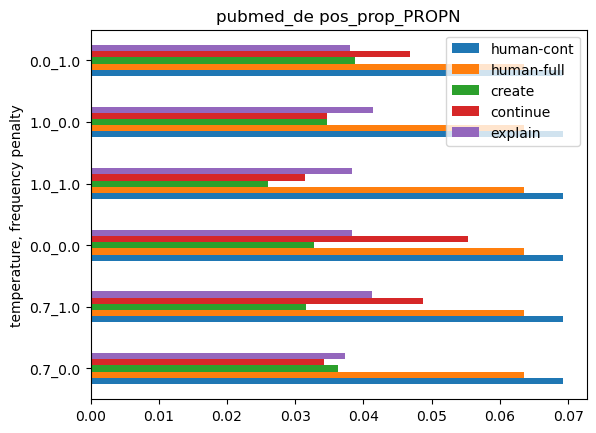 pubmed_de pos_prop_PROPN
human-cont
human-full
create
continue
explain
temperature, frequency penalty
0.0_1.0
1.0_0.0
1.0_1.0
0.0_0.0
0.7_1.0
0.7_0.0
0.00 0.01 0.02 0.03 0.04 0.05 0.06 0.07